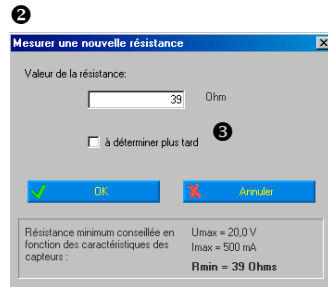 ❷
Mesurer une nouvelle résistance
Valeur de la résistance:
39 Ohm
à déterminer plus tard ❸
OK Annuler
Résistance minimum conseillée en
fonction des caractéristiques des
capteurs :
Umax = 20,0 V
Imax = 500 mA
Rmin = 39 Ohms